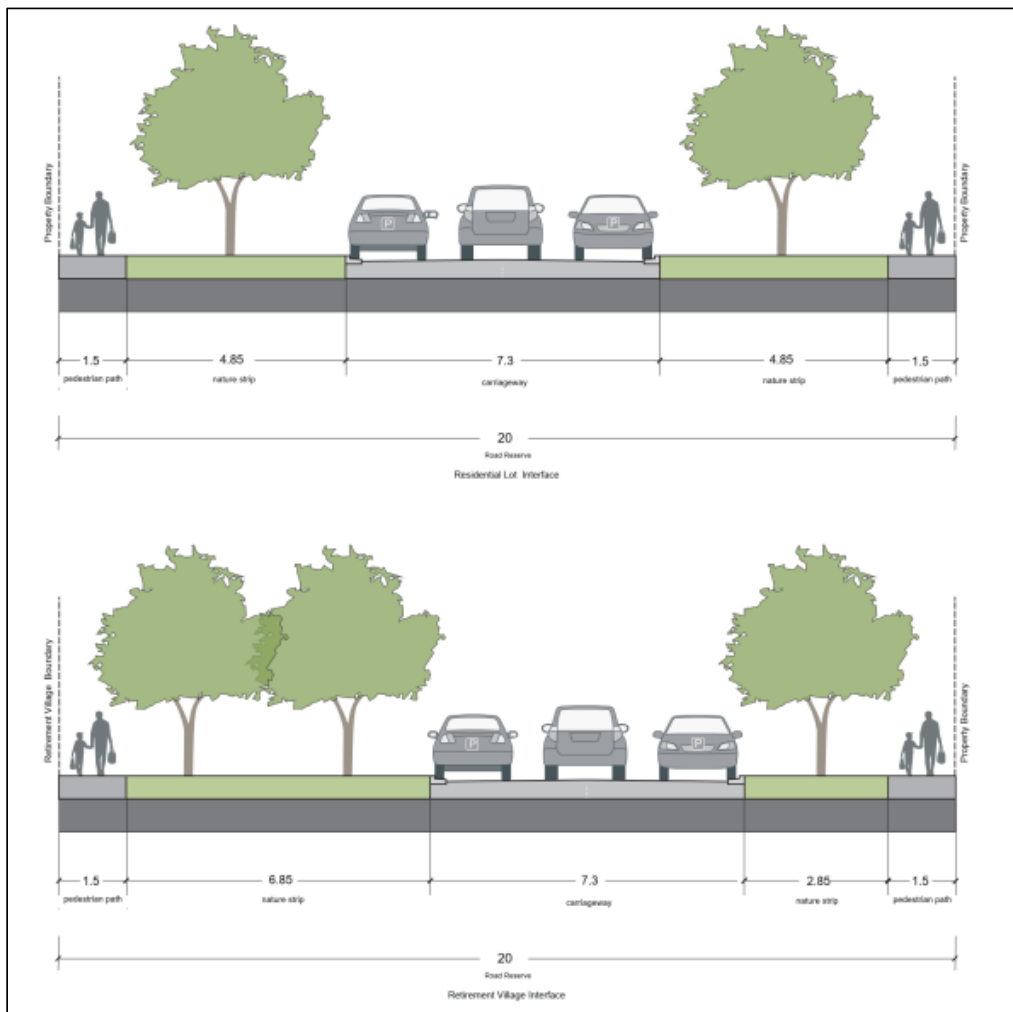 Property Boundary
Property Boundary
P
P
1.5
4.85
7.3
4.85
1.5
pedestrian path
nature strip
carriageway
nature strip
pedestrian path
20
Road Reserve
Residential Lot Interface
Retirement Village Boundary
Property Boundary
P
P
1.5
6.85
7.3
2.85
1.5
pedestrian path
nature strip
carriageway
nature strip
pedestrian path
20
Road Reserve
Retirement Village Interface